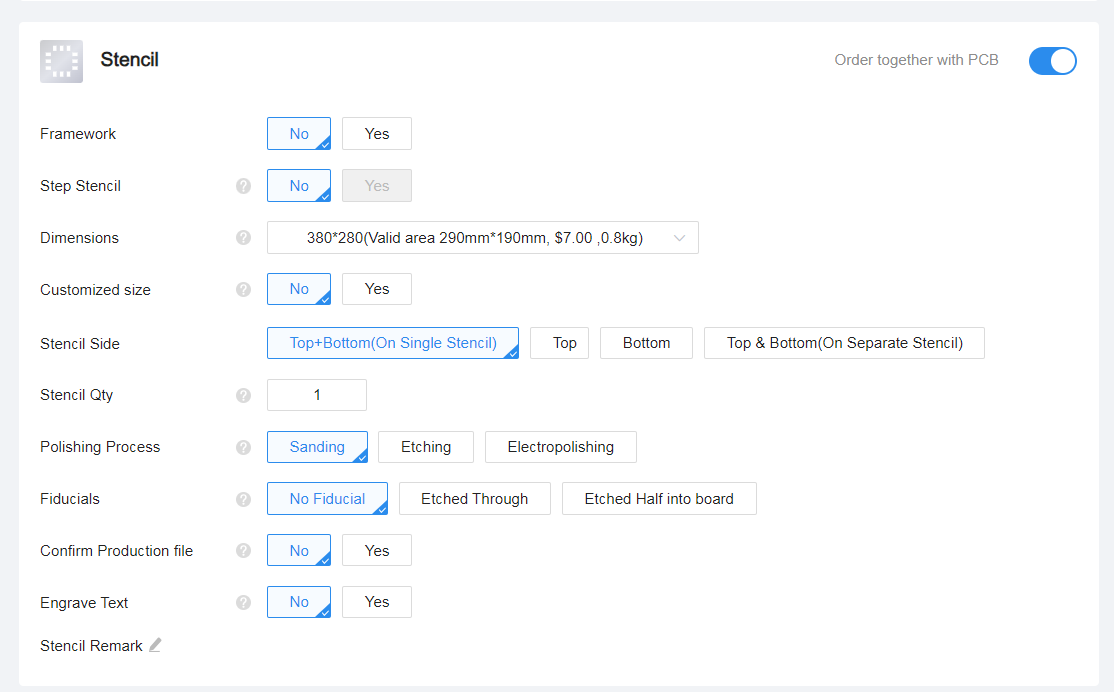 Stencil Order together with PCB
Framework No Yes
Step Stencil ? No Yes
Dimensions ? 380*280(Valid area 290mm*190mm, $7.00 ,0.8kg)
Customized size ? No Yes
Stencil Side Top+Bottom(On Single Stencil) Top Bottom Top & Bottom(On Separate Stencil)
Stencil Qty ? 1
Polishing Process ? Sanding Etching Electropolishing
Fiducials ? No Fiducial Etched Through Etched Half into board
Confirm Production file ? No Yes
Engrave Text ? No Yes
Stencil Remark